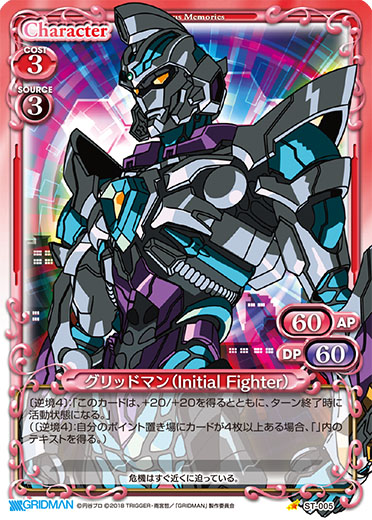 Character
us Memories
COST
3
SOURCE
3
60 AP
DP 60
グリッドマン(Initial Fighter)
〔逆境4〕:「このカードは、+20/+20を得るとともに、ターン終了時に
活動状態になる。」
(〔逆境4〕:自分のポイント置き場にカードが4枚以上ある場合、「」内の
テキストを得る。)
危機はすぐ近くに迫っている。
GRIDMAN
©円谷プロ ©2018 TRIGGER・雨宮哲/「GRIDMAN」製作委員会
ST-005